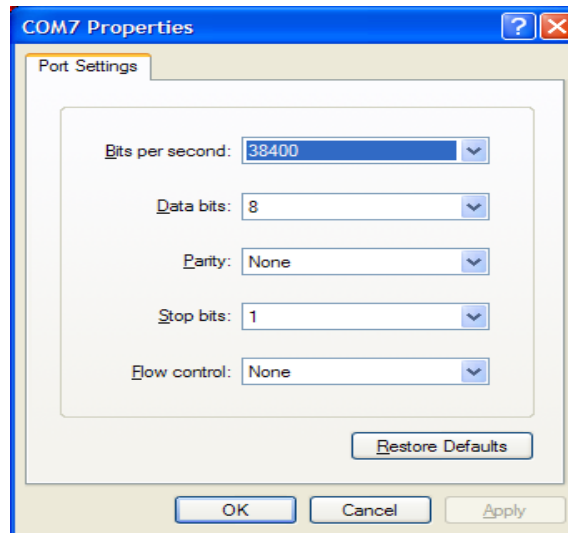 COM7 Properties
Port Settings
Bits per second: 38400
Data bits: 8
Parity: None
Stop bits: 1
Flow control: None
Restore Defaults
OK Cancel Apply